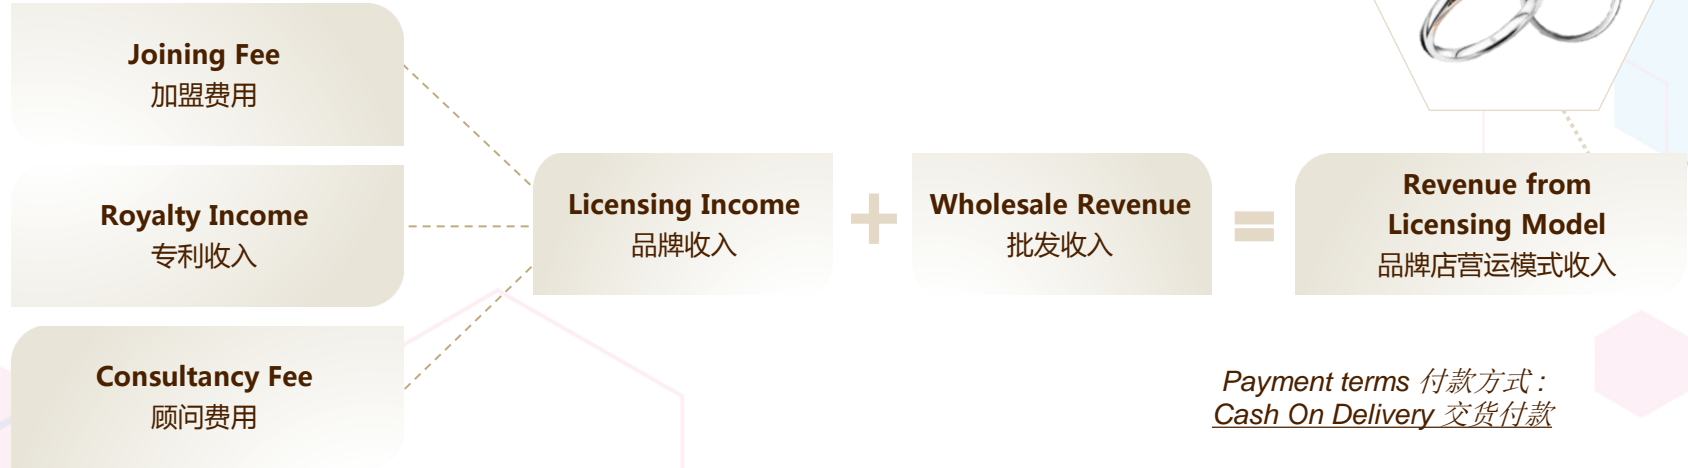 Joining Fee
加盟费用
Royalty Income
专利收入
Consultancy Fee
顾问费用
Licensing Income
品牌收入
Wholesale Revenue
批发收入
Revenue from
Licensing Model
品牌店营运模式收入
Payment terms 付款方式 :
Cash On Delivery 交货付款